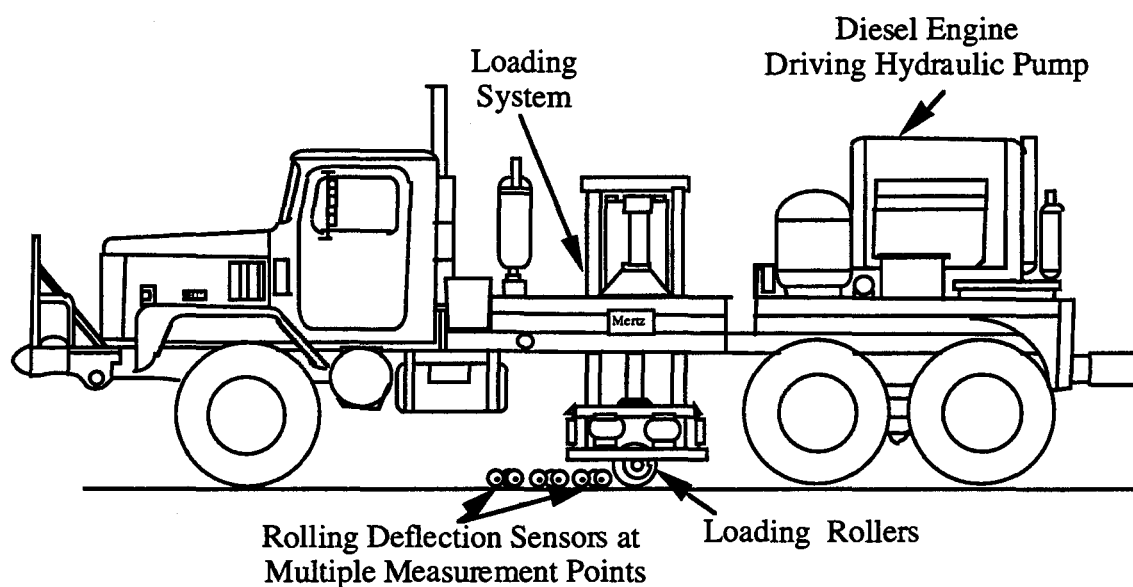 Diesel Engine
Driving Hydraulic Pump
Loading
System
Mertz
Rolling Deflection Sensors at
Multiple Measurement Points
Loading Rollers